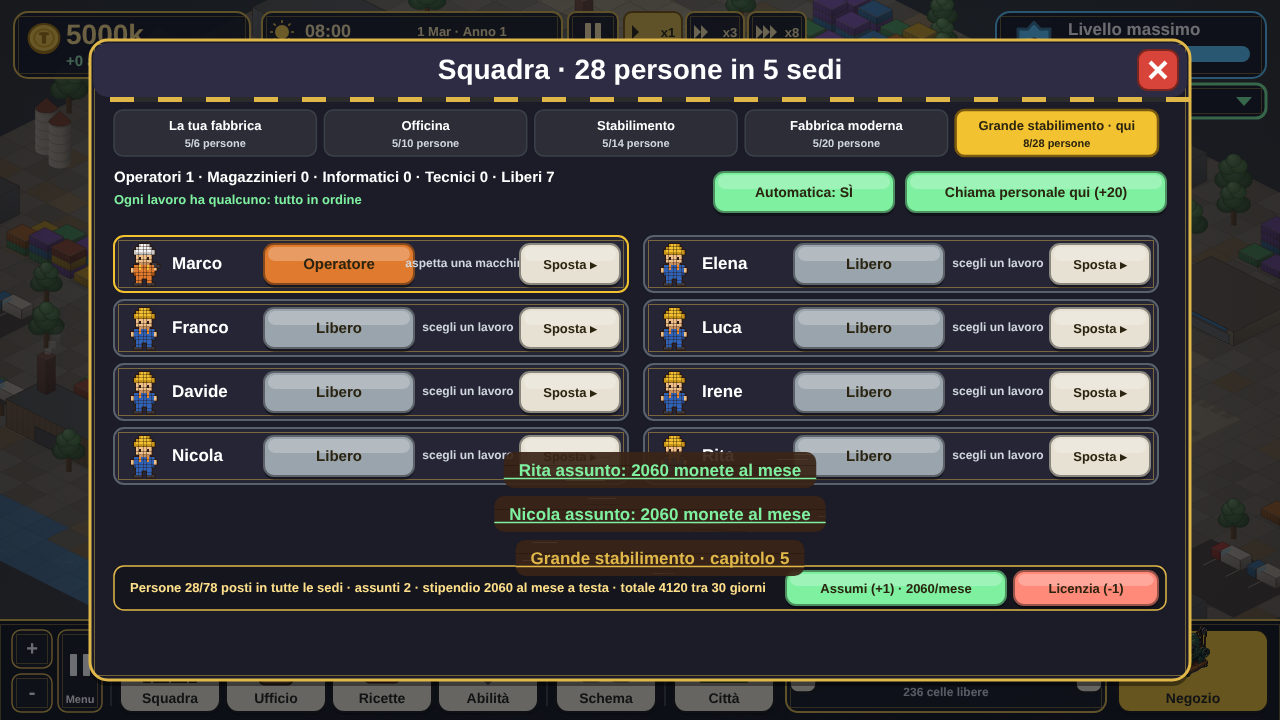 5000k
+0
08:00
1 Mar · Anno 1
x1
x3
x8
Livello massimo
Squadra · 28 persone in 5 sedi
La tua fabbrica
5/6 persone
Officina
5/10 persone
Stabilimento
5/14 persone
Fabbrica moderna
5/20 persone
Grande stabilimento · qui
8/28 persone
Operatori 1 · Magazzinieri 0 · Informatici 0 · Tecnici 0 · Liberi 7
Ogni lavoro ha qualcuno: tutto in ordine
Automatica: SÌ
Chiama personale qui (+20)
Marco
Operatore
aspetta una macchin
Sposta ▸
Elena
Libero
scegli un lavoro
Sposta ▸
Franco
Libero
scegli un lavoro
Sposta ▸
Luca
Libero
scegli un lavoro
Sposta ▸
Davide
Libero
scegli un lavoro
Sposta ▸
Irene
Libero
scegli un lavoro
Sposta ▸
Nicola
Libero
scegli un lavoro
Sposta ▸
Rita
Libero
scegli un lavoro
Sposta ▸
Rita assunto: 2060 monete al mese
Nicola assunto: 2060 monete al mese
Grande stabilimento · capitolo 5
Persone 28/78 posti in tutte le sedi · assunti 2 · stipendio 2060 al mese a testa · totale 4120 tra 30 giorni
Assumi (+1) · 2060/mese
Licenzia (-1)
+
-
Menu
Squadra
Ufficio
Ricette
Abilità
Schema
Città
236 celle libere
Negozio